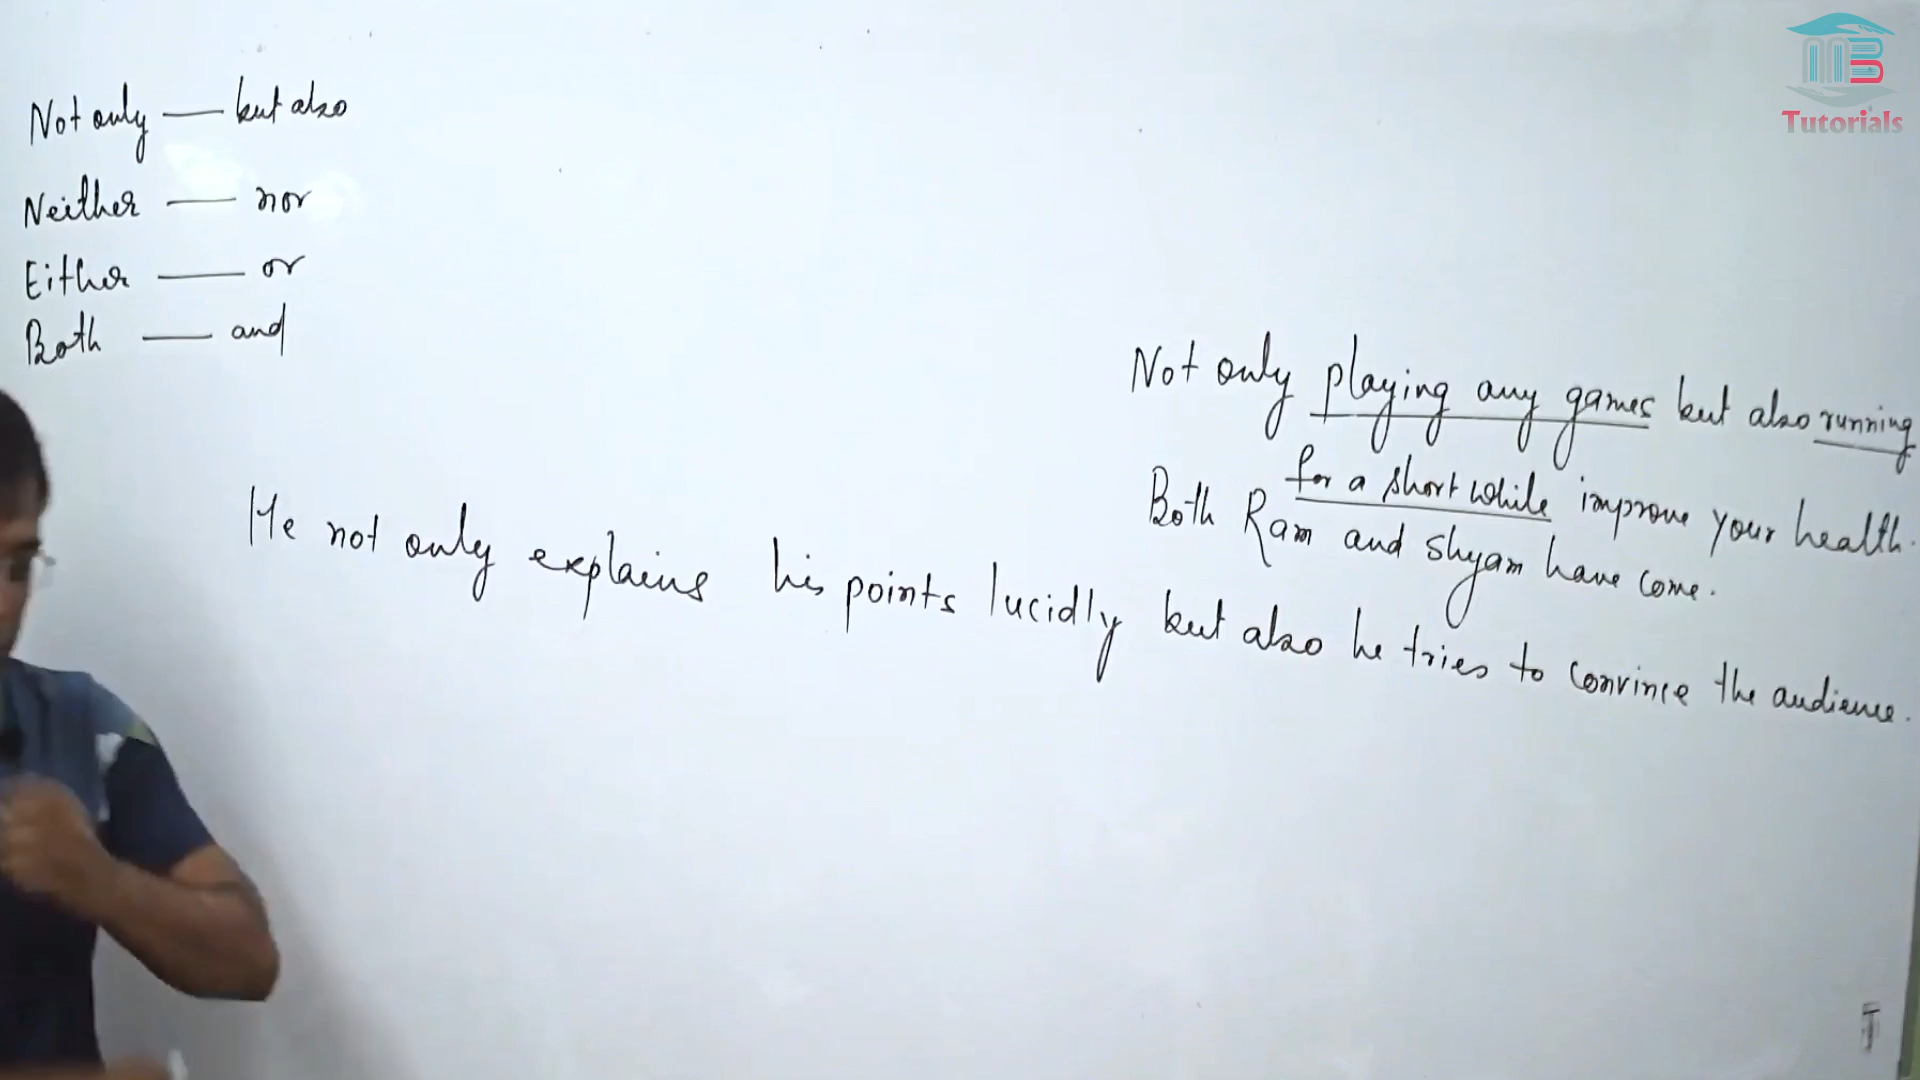 MB
Tutorials
Not only — but also
Neither — nor
Either — or
Both — and
Not only playing any games but also running
for a short while improve your health.
Both Ram and Shyam have come.
He not only explains his points lucidly but also he tries to convince the audience.